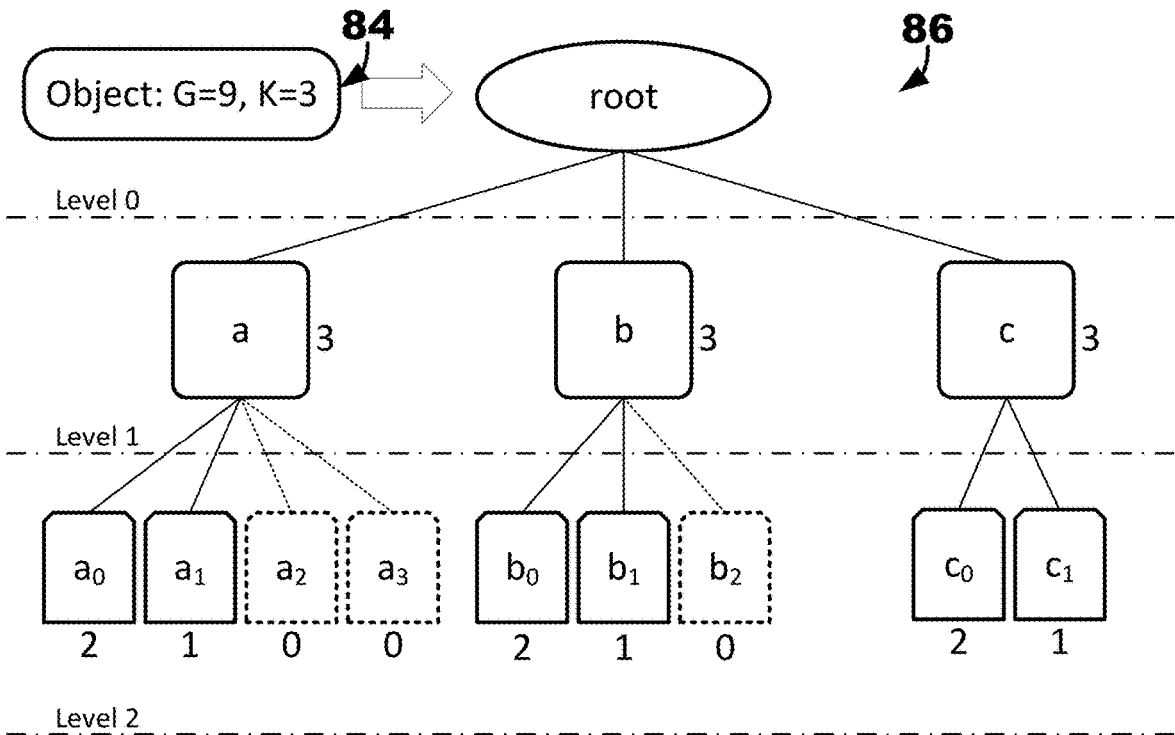 84
86
Object: G=9, K=3
root
Level 0
a
3
b
3
c
3
Level 1
a₀
a₁
a₂
a₃
b₀
b₁
b₂
c₀
c₁
2
1
0
0
2
1
0
2
1
Level 2